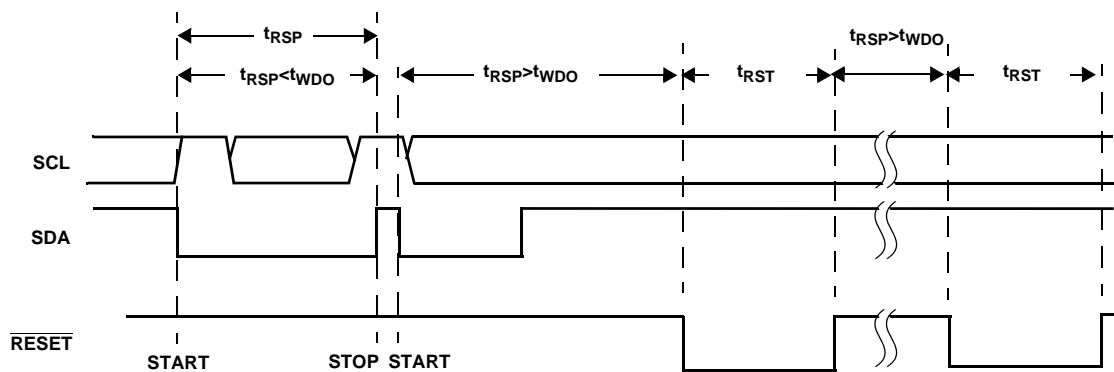 tRSP
tRSP<tWDO
tRSP>tWDO
tRST
tRSP>tWDO
tRST
SCL
SDA
RESET
START
STOP
START